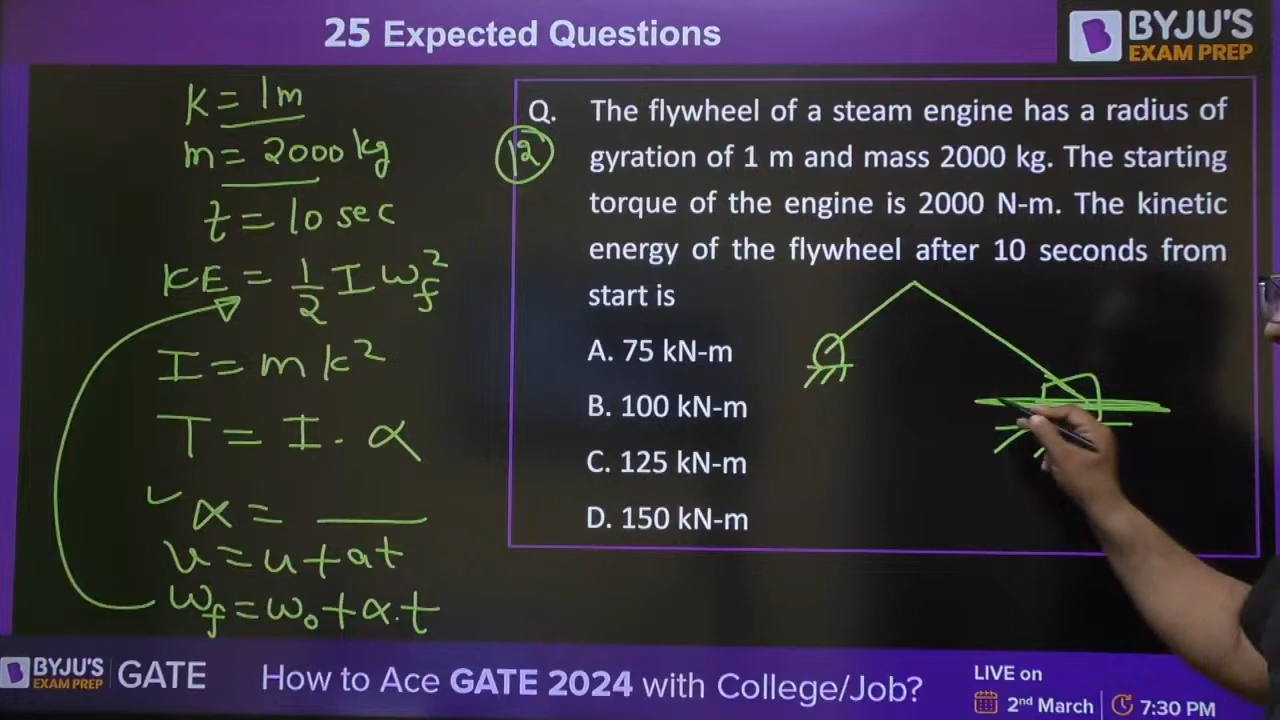 25 Expected Questions
BYJU'S
EXAM PREP
K = 1m
m = 2000 kg
t = 10 sec
KE = 1/2 I ω_f^2
I = m k²
T = I . α
✓ α = ____
v = u + at
ω_f = ω₀ + α.t
Q. The flywheel of a steam engine has a radius of
12
gyration of 1 m and mass 2000 kg. The starting
torque of the engine is 2000 N-m. The kinetic
energy of the flywheel after 10 seconds from
start is
A. 75 kN-m
B. 100 kN-m
C. 125 kN-m
D. 150 kN-m
BYJU'S
EXAM PREP
GATE
How to Ace GATE 2024 with College/Job?
LIVE on
2nd March
7:30 PM